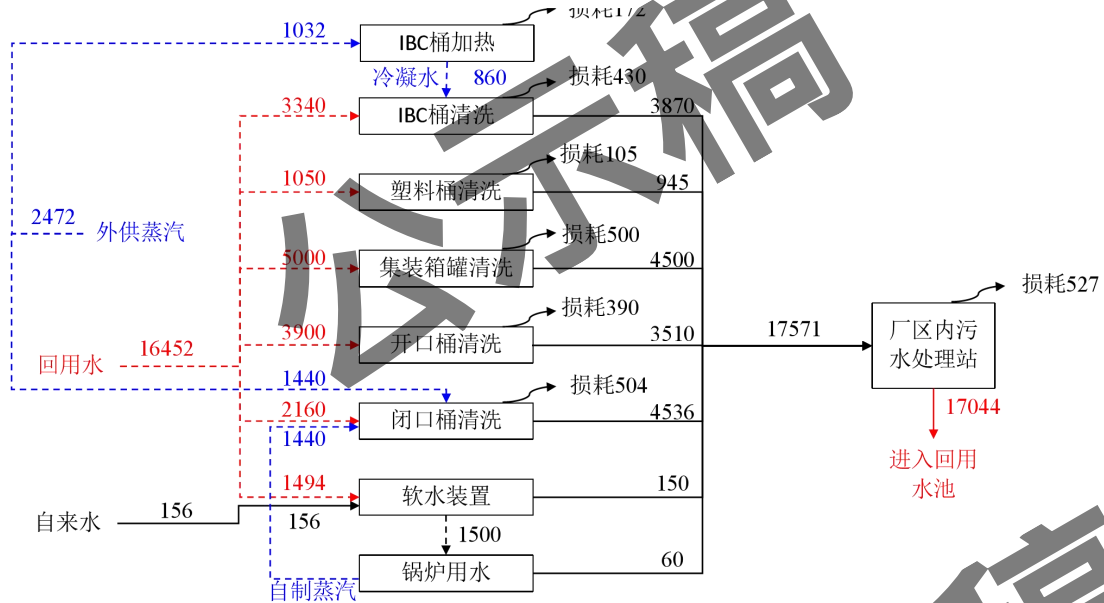 损耗172
1032
IBC桶加热
冷凝水
860
损耗430
3340
IBC桶清洗
3870
损耗105
1050
塑料桶清洗
945
2472
外供蒸汽
损耗500
5000
集装箱罐清洗
4500
损耗527
损耗390
3900
开口桶清洗
3510
17571
厂区内污
水处理站
回用水
16452
1440
损耗504
2160
闭口桶清洗
4536
17044
1440
进入回用
水池
1494
软水装置
150
自来水
156
156
1500
锅炉用水
60
自制蒸汽
公示稿
稿